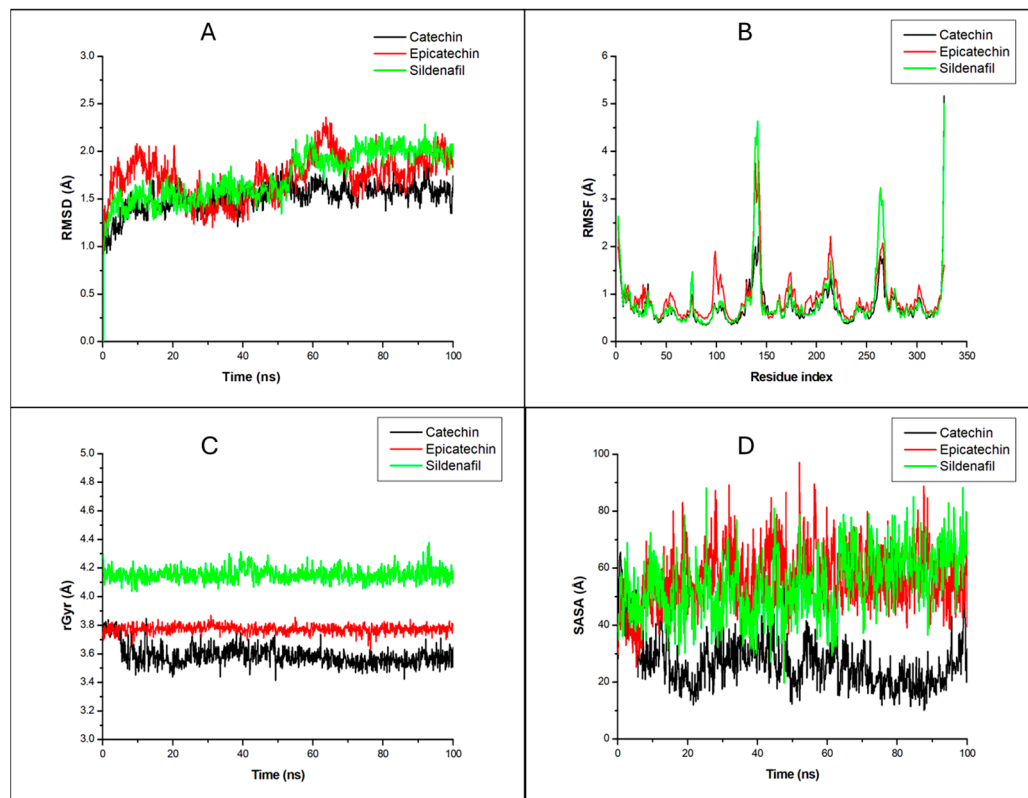 A
Catechin
Epicatechin
Sildenafil
3.0
2.5
2.0
1.5
1.0
0.5
0.0
RMSD (Å)
0 20 40 60 80 100
Time (ns)
B
Catechin
Epicatechin
Sildenafil
6
5
4
3
2
1
0
RMSF (Å)
0 50 100 150 200 250 300 350
Residue index
C
Catechin
Epicatechin
Sildenafil
5.0
4.8
4.6
4.4
4.2
4.0
3.8
3.6
3.4
3.2
3.0
rGyr (Å)
0 20 40 60 80 100
Time (ns)
D
Catechin
Epicatechin
Sildenafil
100
80
60
40
20
0
SASA (Å)
0 20 40 60 80 100
Time (ns)